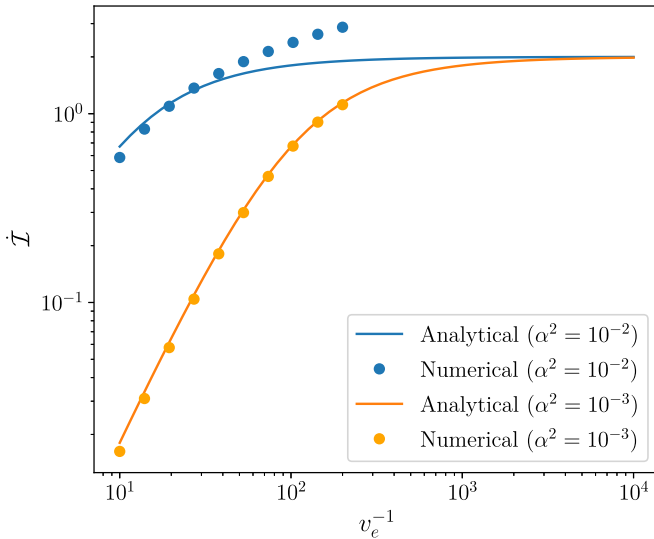 10⁰
10⁻¹
İ
Analytical (α² = 10⁻²)
Numerical (α² = 10⁻²)
Analytical (α² = 10⁻³)
Numerical (α² = 10⁻³)
10¹ 10² 10³ 10⁴
vₑ⁻¹